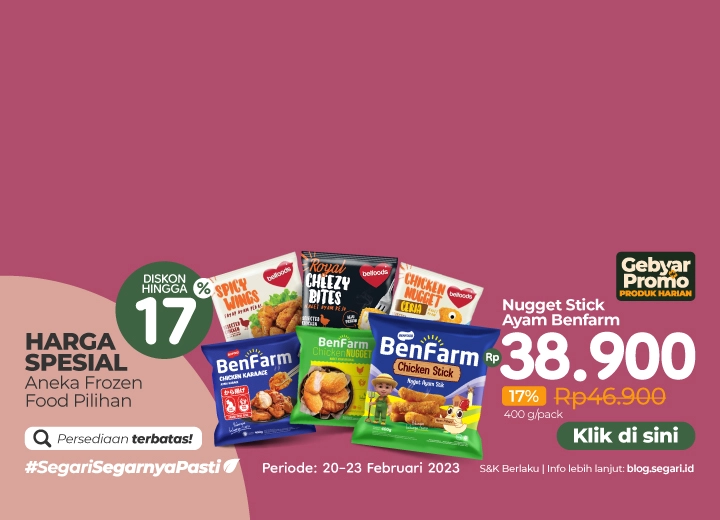 DISKON
HINGGA
17%
HARGA
SPESIAL
Aneka Frozen
Food Pilihan
Persediaan terbatas!
#SegariSegarnyaPasti
belfoods
SPICY
WINGS
belfoods
Royal
CHEEZY
BITES
belfoods
CHICKEN
NUGGET
CERIA
BenFarm
CHICKEN KARAAGE
BenFarm
Chicken NUGGET
BenFarm
Chicken Stick
Nugget Ayam Stik
Periode: 20-23 Februari 2023
Gebyar
Promo
PRODUK HARIAN
Nugget Stick
Ayam Benfarm
Rp 38.900
17% Rp46.900
400 g/pack
Klik di sini
S&K Berlaku | Info lebih lanjut: blog.segari.id